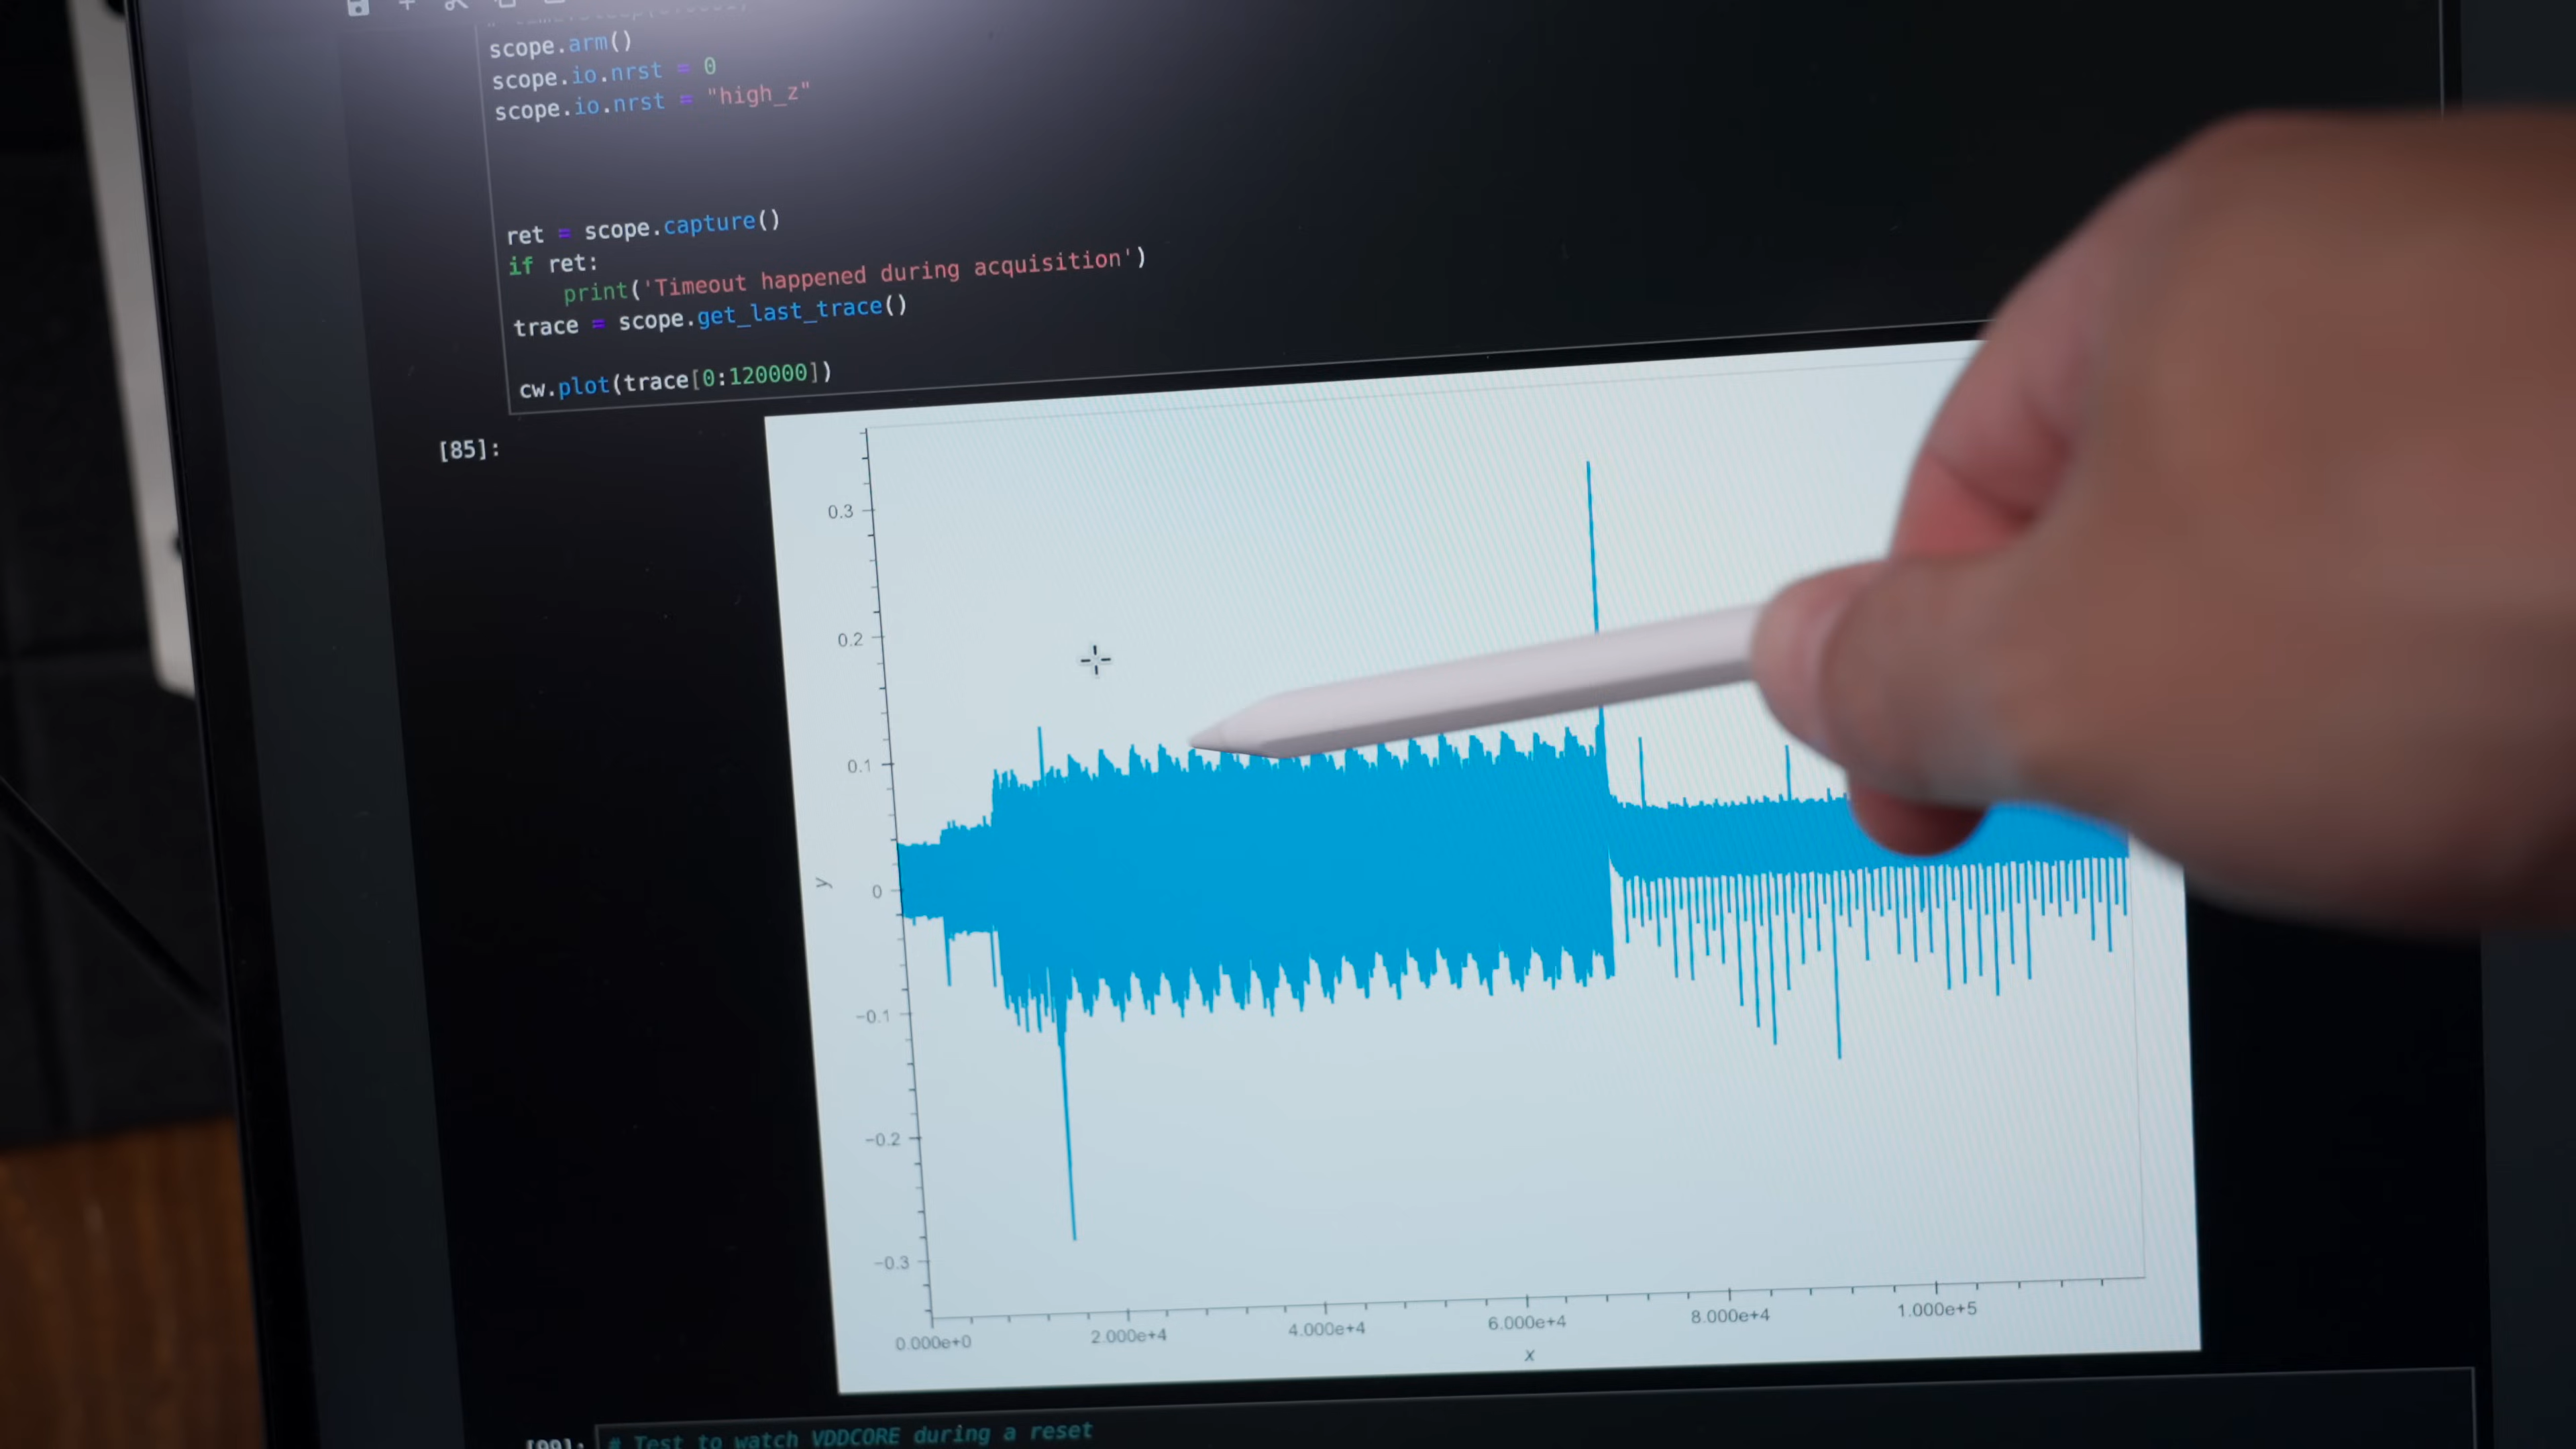 scope.arm()
scope.io.nrst = 0
scope.io.nrst = "high_z"
ret = scope.capture()
if ret:
print('Timeout happened during acquisition')
trace = scope.get_last_trace()
cw.plot(trace[0:120000])
[85]:
0.3
0.2
0.1
0
-0.1
-0.2
-0.3
y
0.000e+0
2.000e+4
4.000e+4
6.000e+4
8.000e+4
1.000e+5
x
# Test to watch VDDCORE during a reset